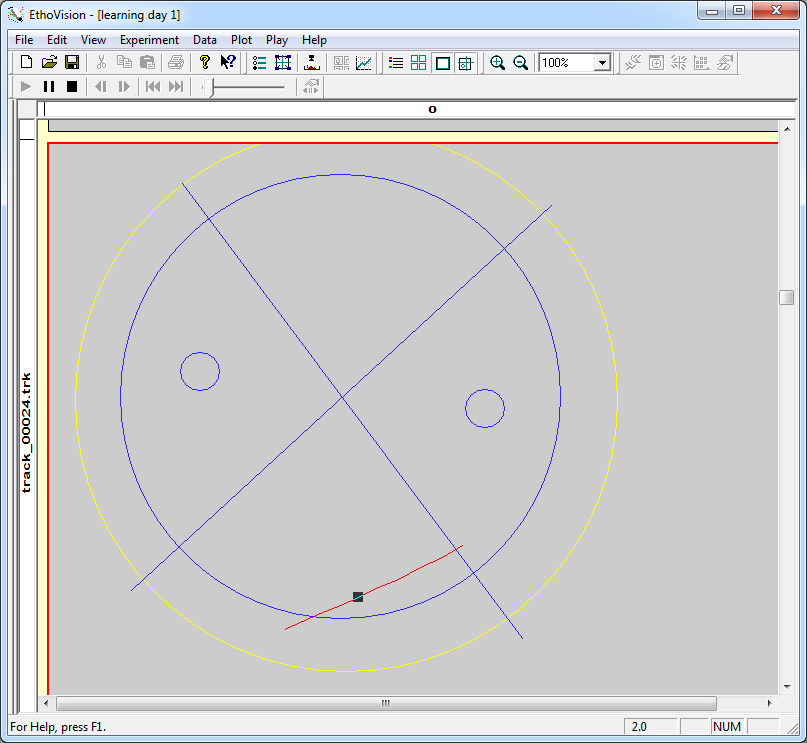 EthoVision - [learning day 1]
File Edit View Experiment Data Plot Play Help
100%
0
track_00024.trk
For Help, press F1.
2.0
NUM